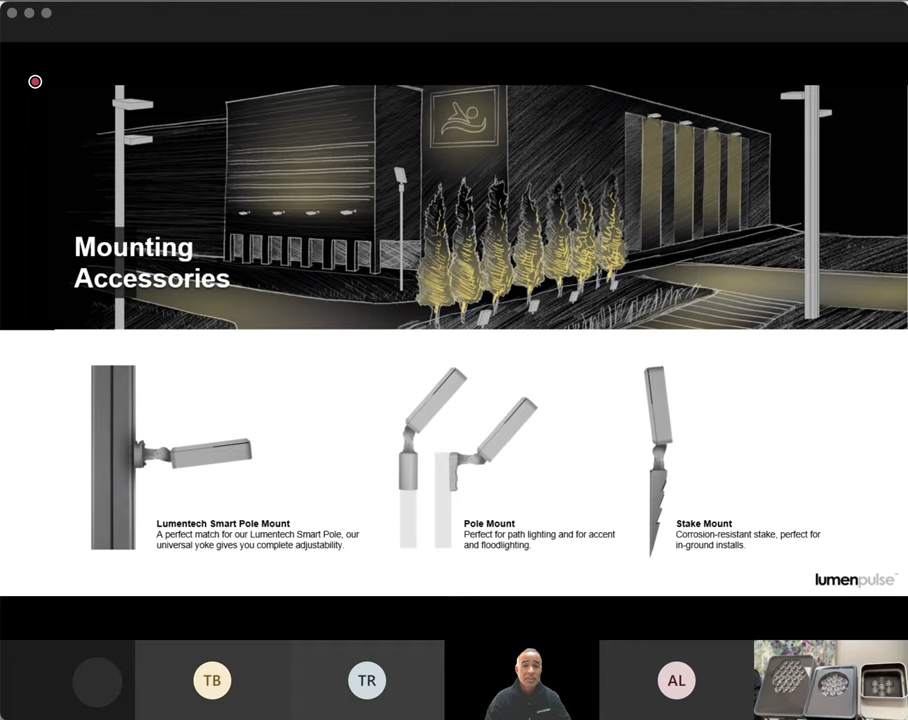 Mounting
Accessories
Lumentech Smart Pole Mount
A perfect match for our Lumentech Smart Pole, our
universal yoke gives you complete adjustability.
Pole Mount
Perfect for path lighting and for accent
and floodlighting.
Stake Mount
Corrosion-resistant stake, perfect for
in-ground installs.
lumenpulse™
TB
TR
AL